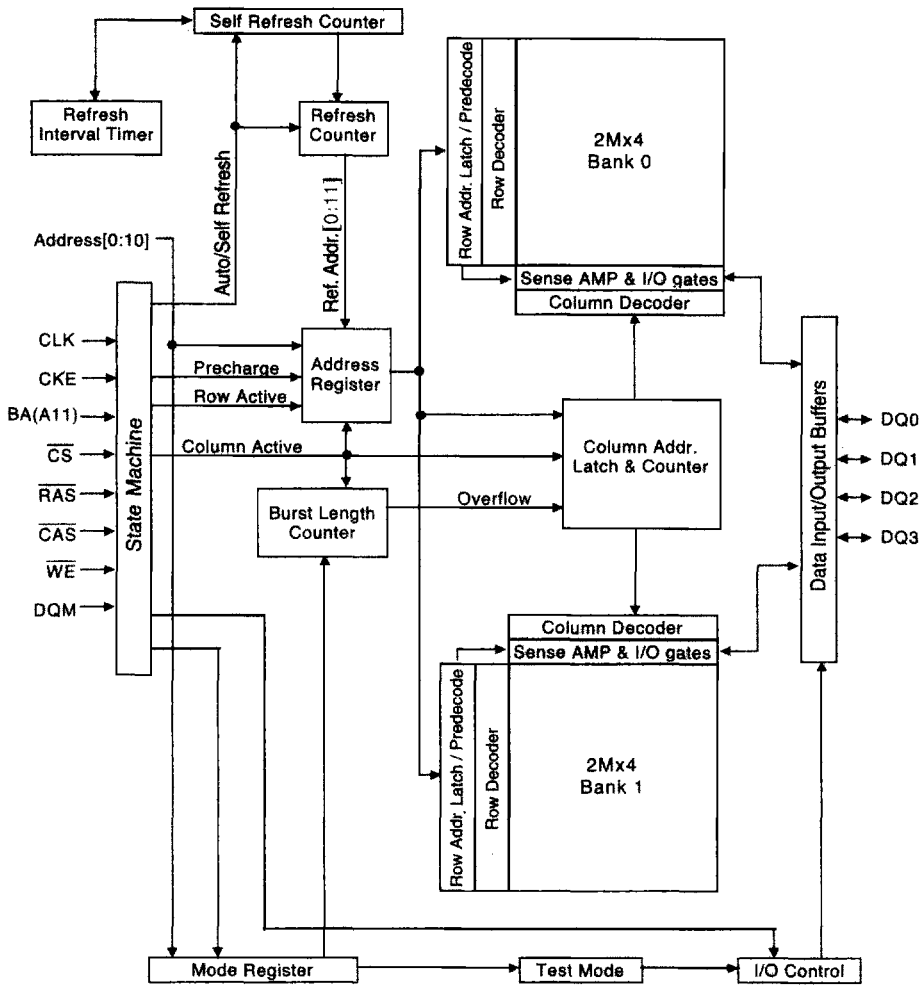 Self Refresh Counter
Refresh
Interval Timer
Refresh
Counter
Auto/Self Refresh
Ref. Addr.[0:11]
Address[0:10]
CLK
CKE
BA(A11)
CS
RAS
CAS
WE
DQM
State Machine
Precharge
Row Active
Column Active
Address
Register
Burst Length
Counter
Overflow
Row Addr. Latch / Predecode
Row Decoder
2Mx4
Bank 0
Sense AMP & I/O gates
Column Decoder
Column Addr.
Latch & Counter
Column Decoder
Sense AMP & I/O gates
Row Addr. Latch / Predecode
Row Decoder
2Mx4
Bank 1
Data Input/Output Buffers
DQ0
DQ1
DQ2
DQ3
Mode Register
Test Mode
I/O Control